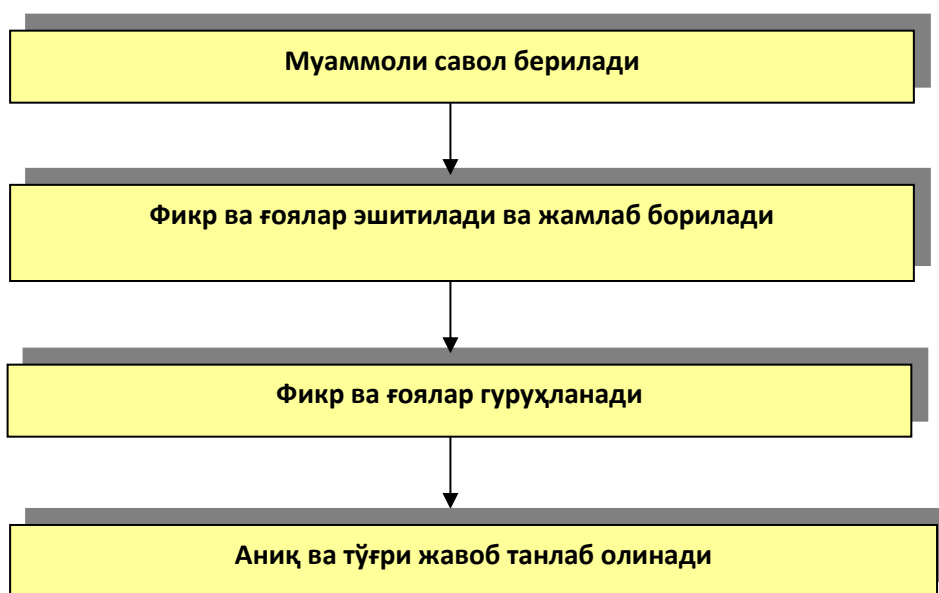 Муаммоли савол берилади
Фикр ва ғоялар эшитилади ва жамлаб борилади
Фикр ва ғоялар гуруҳланади
Аниқ ва тўғри жавоб танлаб олинади